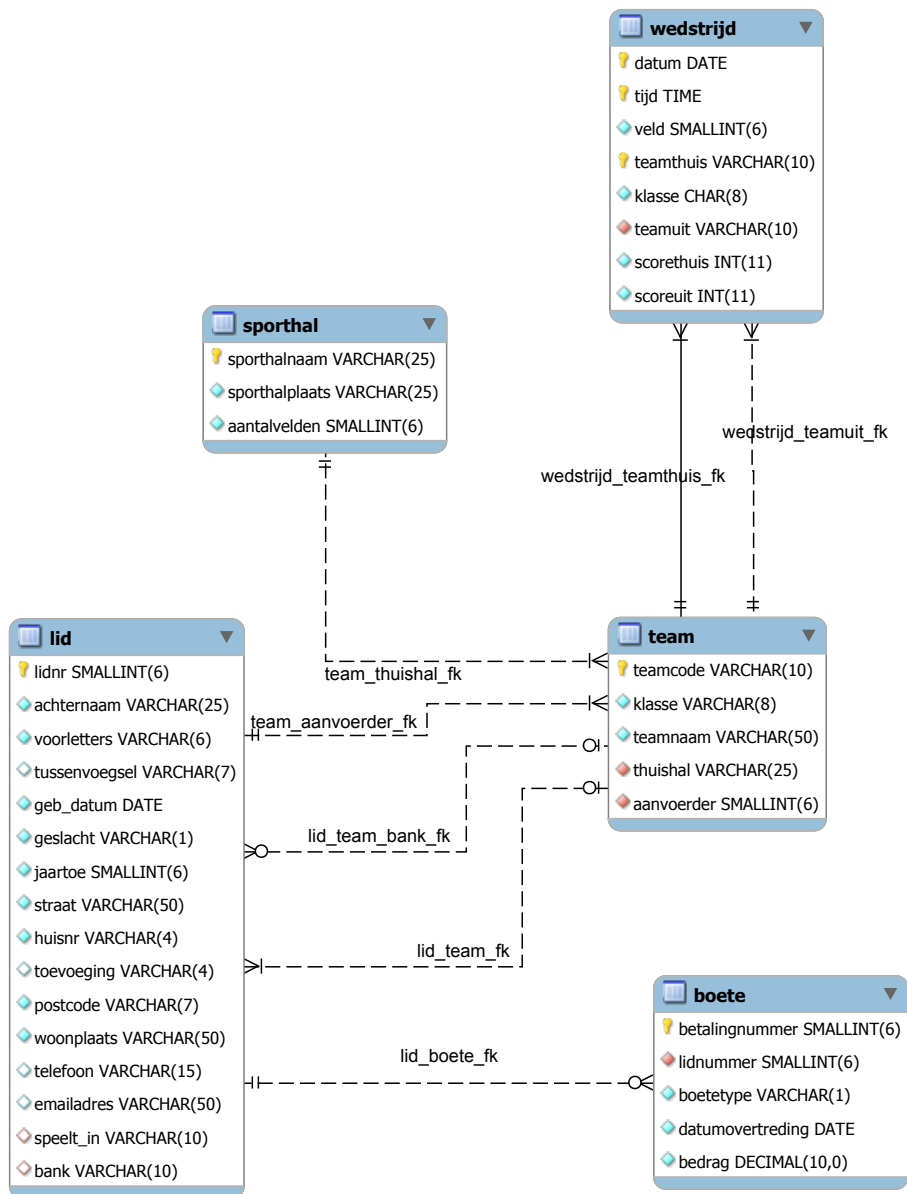 wedstrijd
datum DATE
tijd TIME
veld SMALLINT(6)
teamthuis VARCHAR(10)
klasse CHAR(8)
teamuit VARCHAR(10)
scorethuis INT(11)
scoreuit INT(11)
sporthal
sporthalnaam VARCHAR(25)
sporthalplaats VARCHAR(25)
aantalvelden SMALLINT(6)
wedstrijd_teamuit_fk
wedstrijd_teamthuis_fk
lid
lidnr SMALLINT(6)
achternaam VARCHAR(25)
voorletters VARCHAR(6)
tussenvoegsel VARCHAR(7)
geb_datum DATE
geslacht VARCHAR(1)
jaartoe SMALLINT(6)
straat VARCHAR(50)
huisnr VARCHAR(4)
toevoeging VARCHAR(4)
postcode VARCHAR(7)
woonplaats VARCHAR(50)
telefoon VARCHAR(15)
emailadres VARCHAR(50)
speelt_in VARCHAR(10)
bank VARCHAR(10)
team_thuishal_fk
team_aanvoerder_fk
lid_team_bank_fk
lid_team_fk
lid_boete_fk
team
teamcode VARCHAR(10)
klasse VARCHAR(8)
teamnaam VARCHAR(50)
thuishal VARCHAR(25)
aanvoerder SMALLINT(6)
boete
betalingnummer SMALLINT(6)
lidnummer SMALLINT(6)
boetetype VARCHAR(1)
datumovertreding DATE
bedrag DECIMAL(10,0)